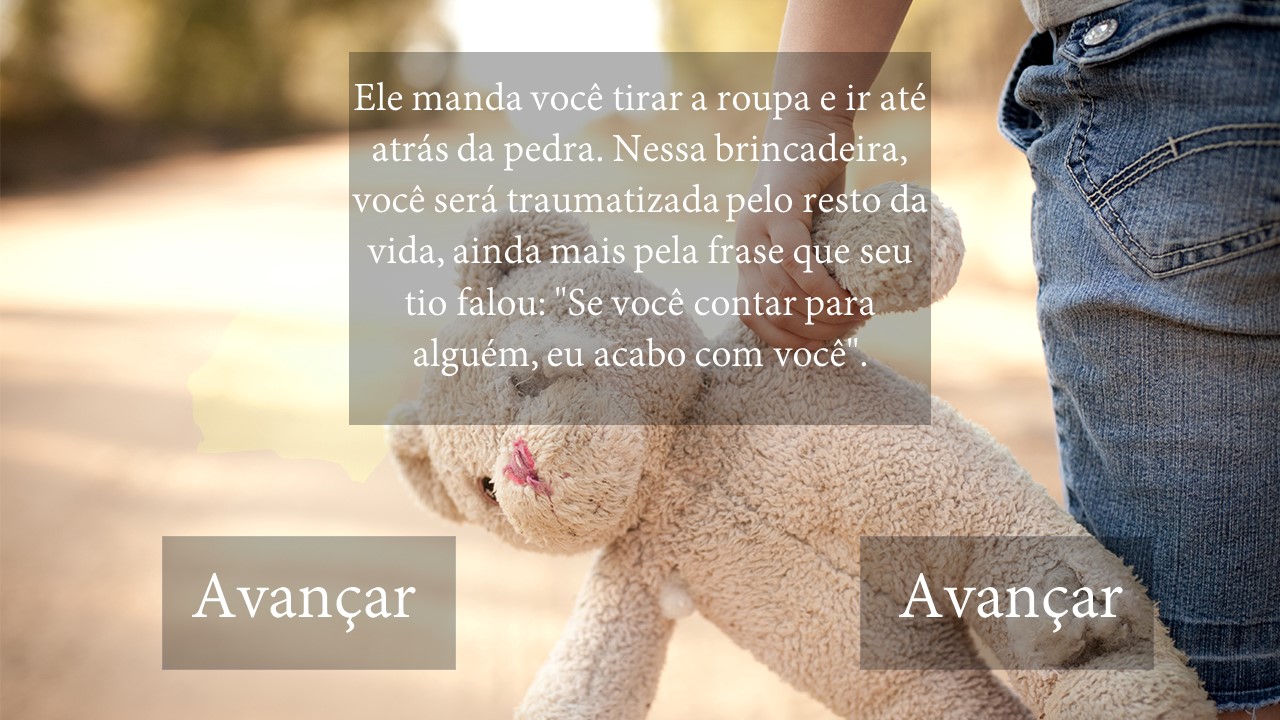 Ele manda você tirar a roupa e ir até
atrás da pedra. Nessa brincadeira,
você será traumatizada pelo resto da
vida, ainda mais pela frase que seu
tio falou: "Se você contar para
alguém, eu acabo com você".
Avançar
Avançar